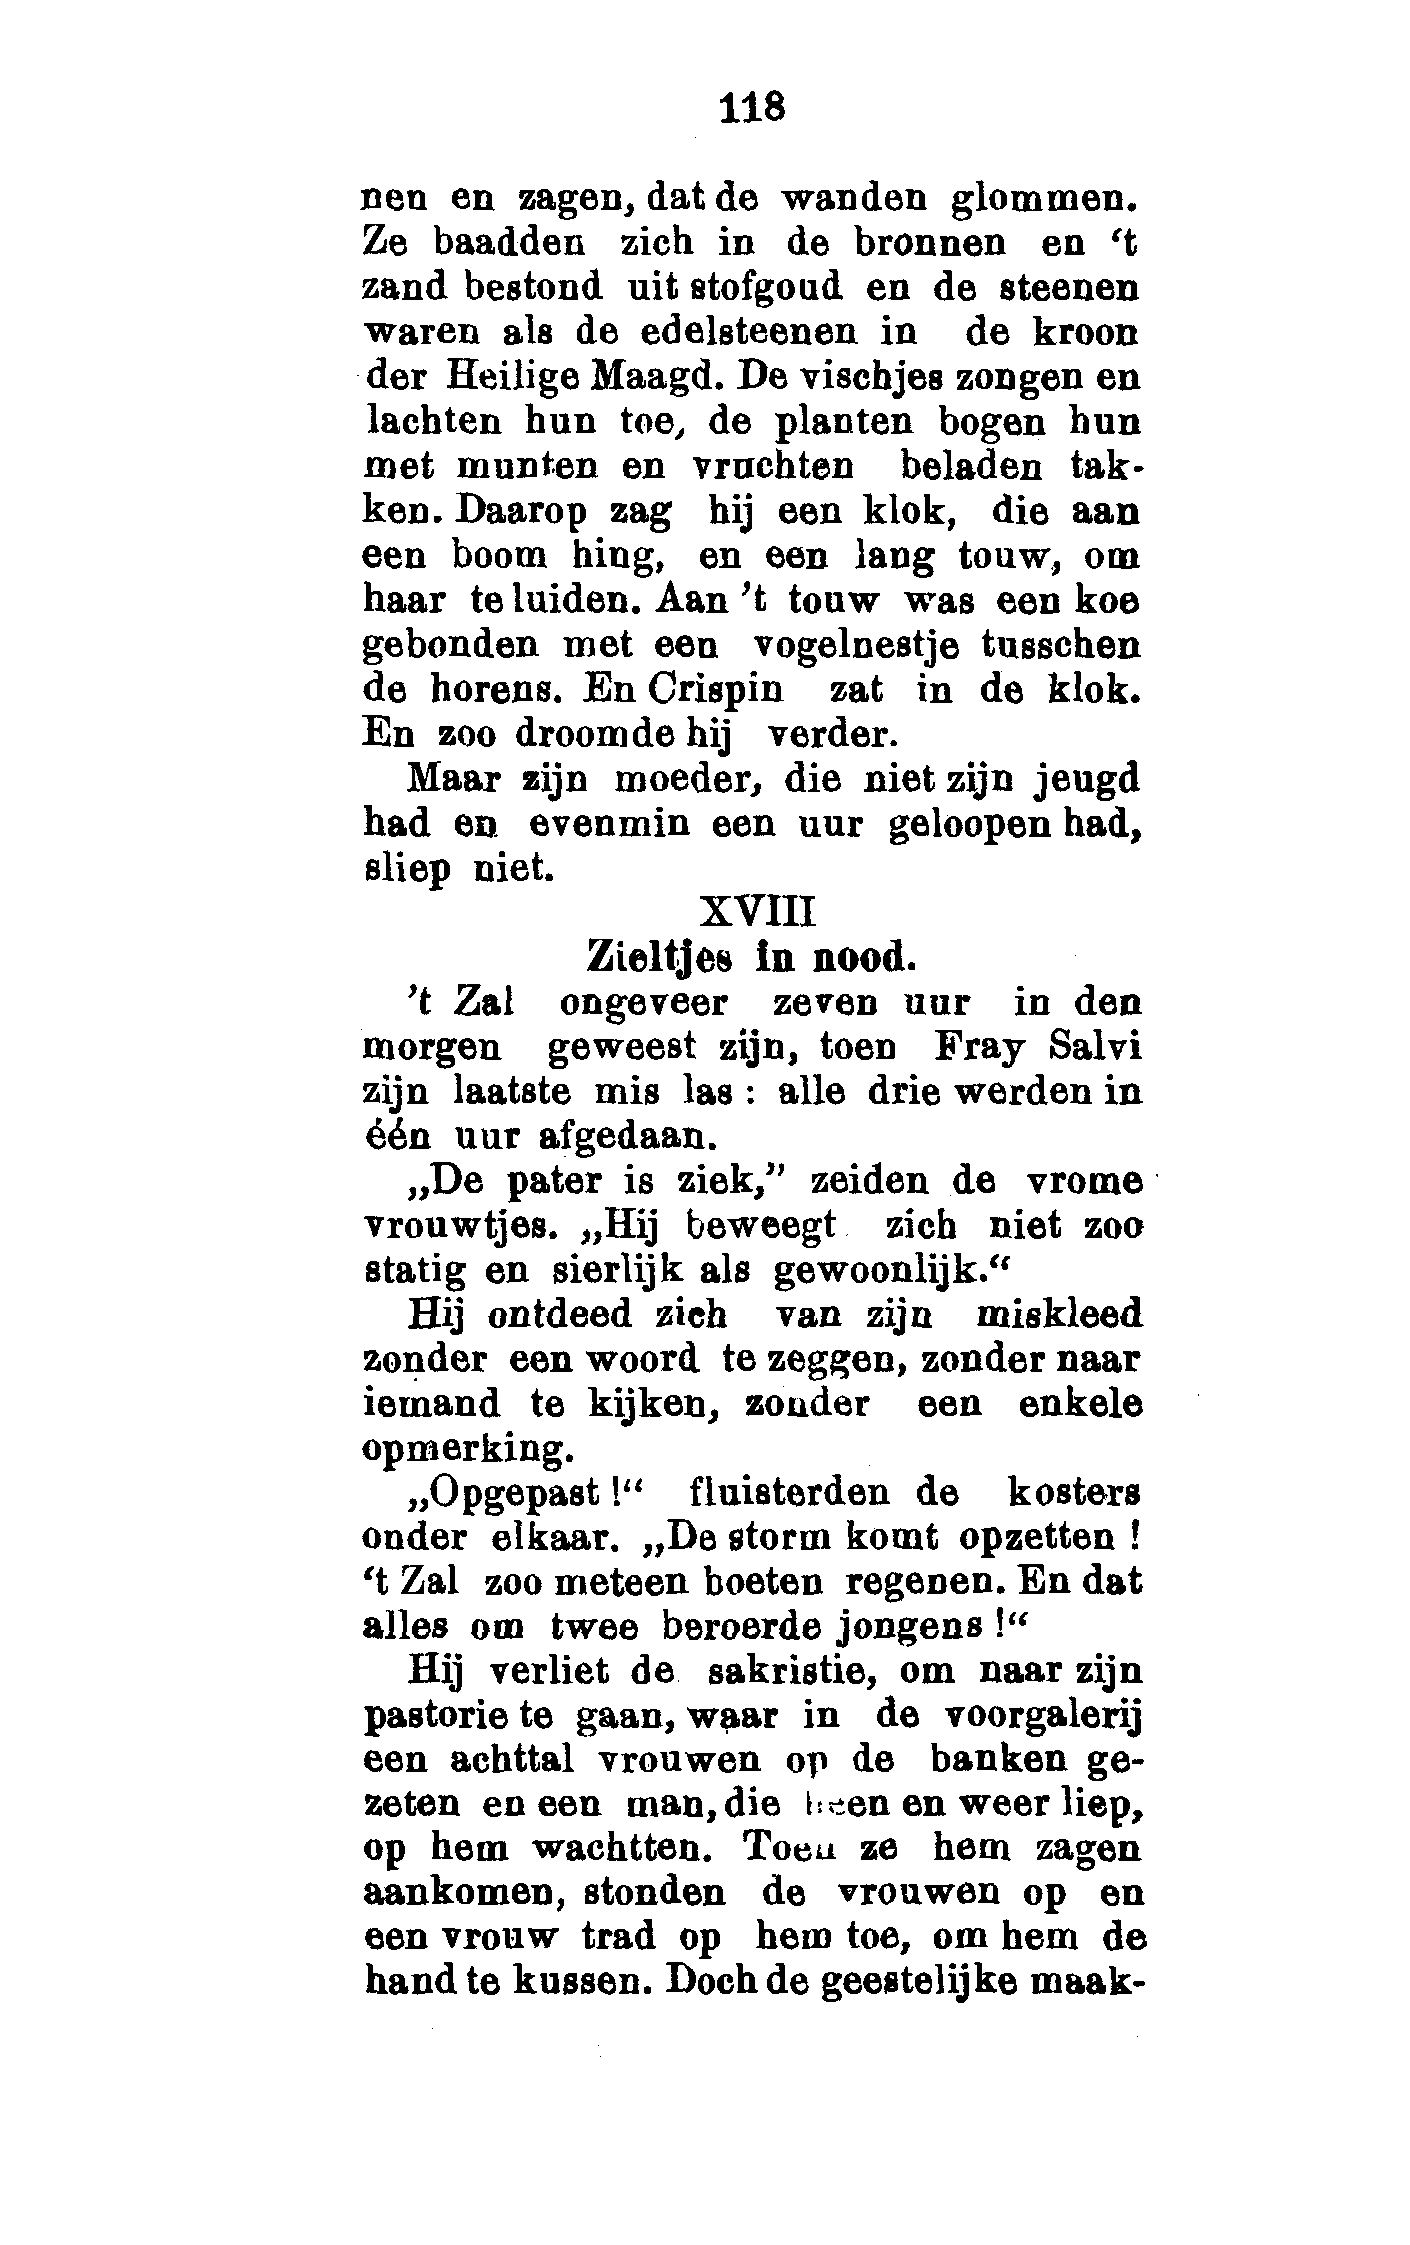 118
nen en zagen, dat de wanden glommen.
Ze baadden zich in de bronnen en ‘t
zand bestond uit stofgoud en de steenen
waren als de edelsteenen in de kroon
der Heilige Maagd. De vischjes zongen en
lachten hun toe, de planten bogen hun
met munten en vruchten beladen tak-
ken. Daarop zag hij een klok, die aan
een boom hing, en een lang touw, om
haar te luiden. Aan ’t touw was een koe
gebonden met een vogelnestje tusschen
de horens. En Crispin zat in de klok.
En zoo droomde hij verder.
Maar zijn moeder, die niet zijn jeugd
had en evenmin een uur geloopen had,
sliep niet.
XVIII
Zieltjes in nood.
’t Zal ongeveer zeven uur in den
morgen geweest zijn, toen Fray Salvi
zijn laatste mis las : alle drie werden in
één uur afgedaan.
„De pater is ziek,” zeiden de vrome
vrouwtjes. „Hij beweegt zich niet zoo
statig en sierlijk als gewoonlijk.“
Hij ontdeed zich van zijn miskleed
zonder een woord te zeggen, zonder naar
iemand te kijken, zonder een enkele
opmerking.
„Opgepast !“ fluisterden de kosters
onder elkaar. „De storm komt opzetten !
‘t Zal zoo meteen boeten regenen. En dat
alles om twee beroerde jongens !“
Hij verliet de sakristie, om naar zijn
pastorie te gaan, waar in de voorgalerij
een achttal vrouwen op de banken ge-
zeten en een man, die heen en weer liep,
op hem wachtten. Toen ze hem zagen
aankomen, stonden de vrouwen op en
een vrouw trad op hem toe, om hem de
hand te kussen. Doch de geestelijke maak-